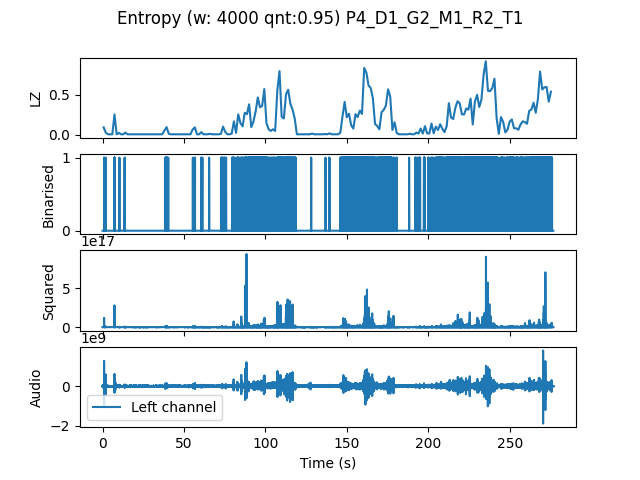 Entropy (w: 4000 qnt:0.95) P4_D1_G2_M1_R2_T1
LZ
0.5
0.0
Binarised
1
0
1e17
Squared
5
0
1e9
Audio
0
−2
Left channel
0 50 100 150 200 250
Time (s)